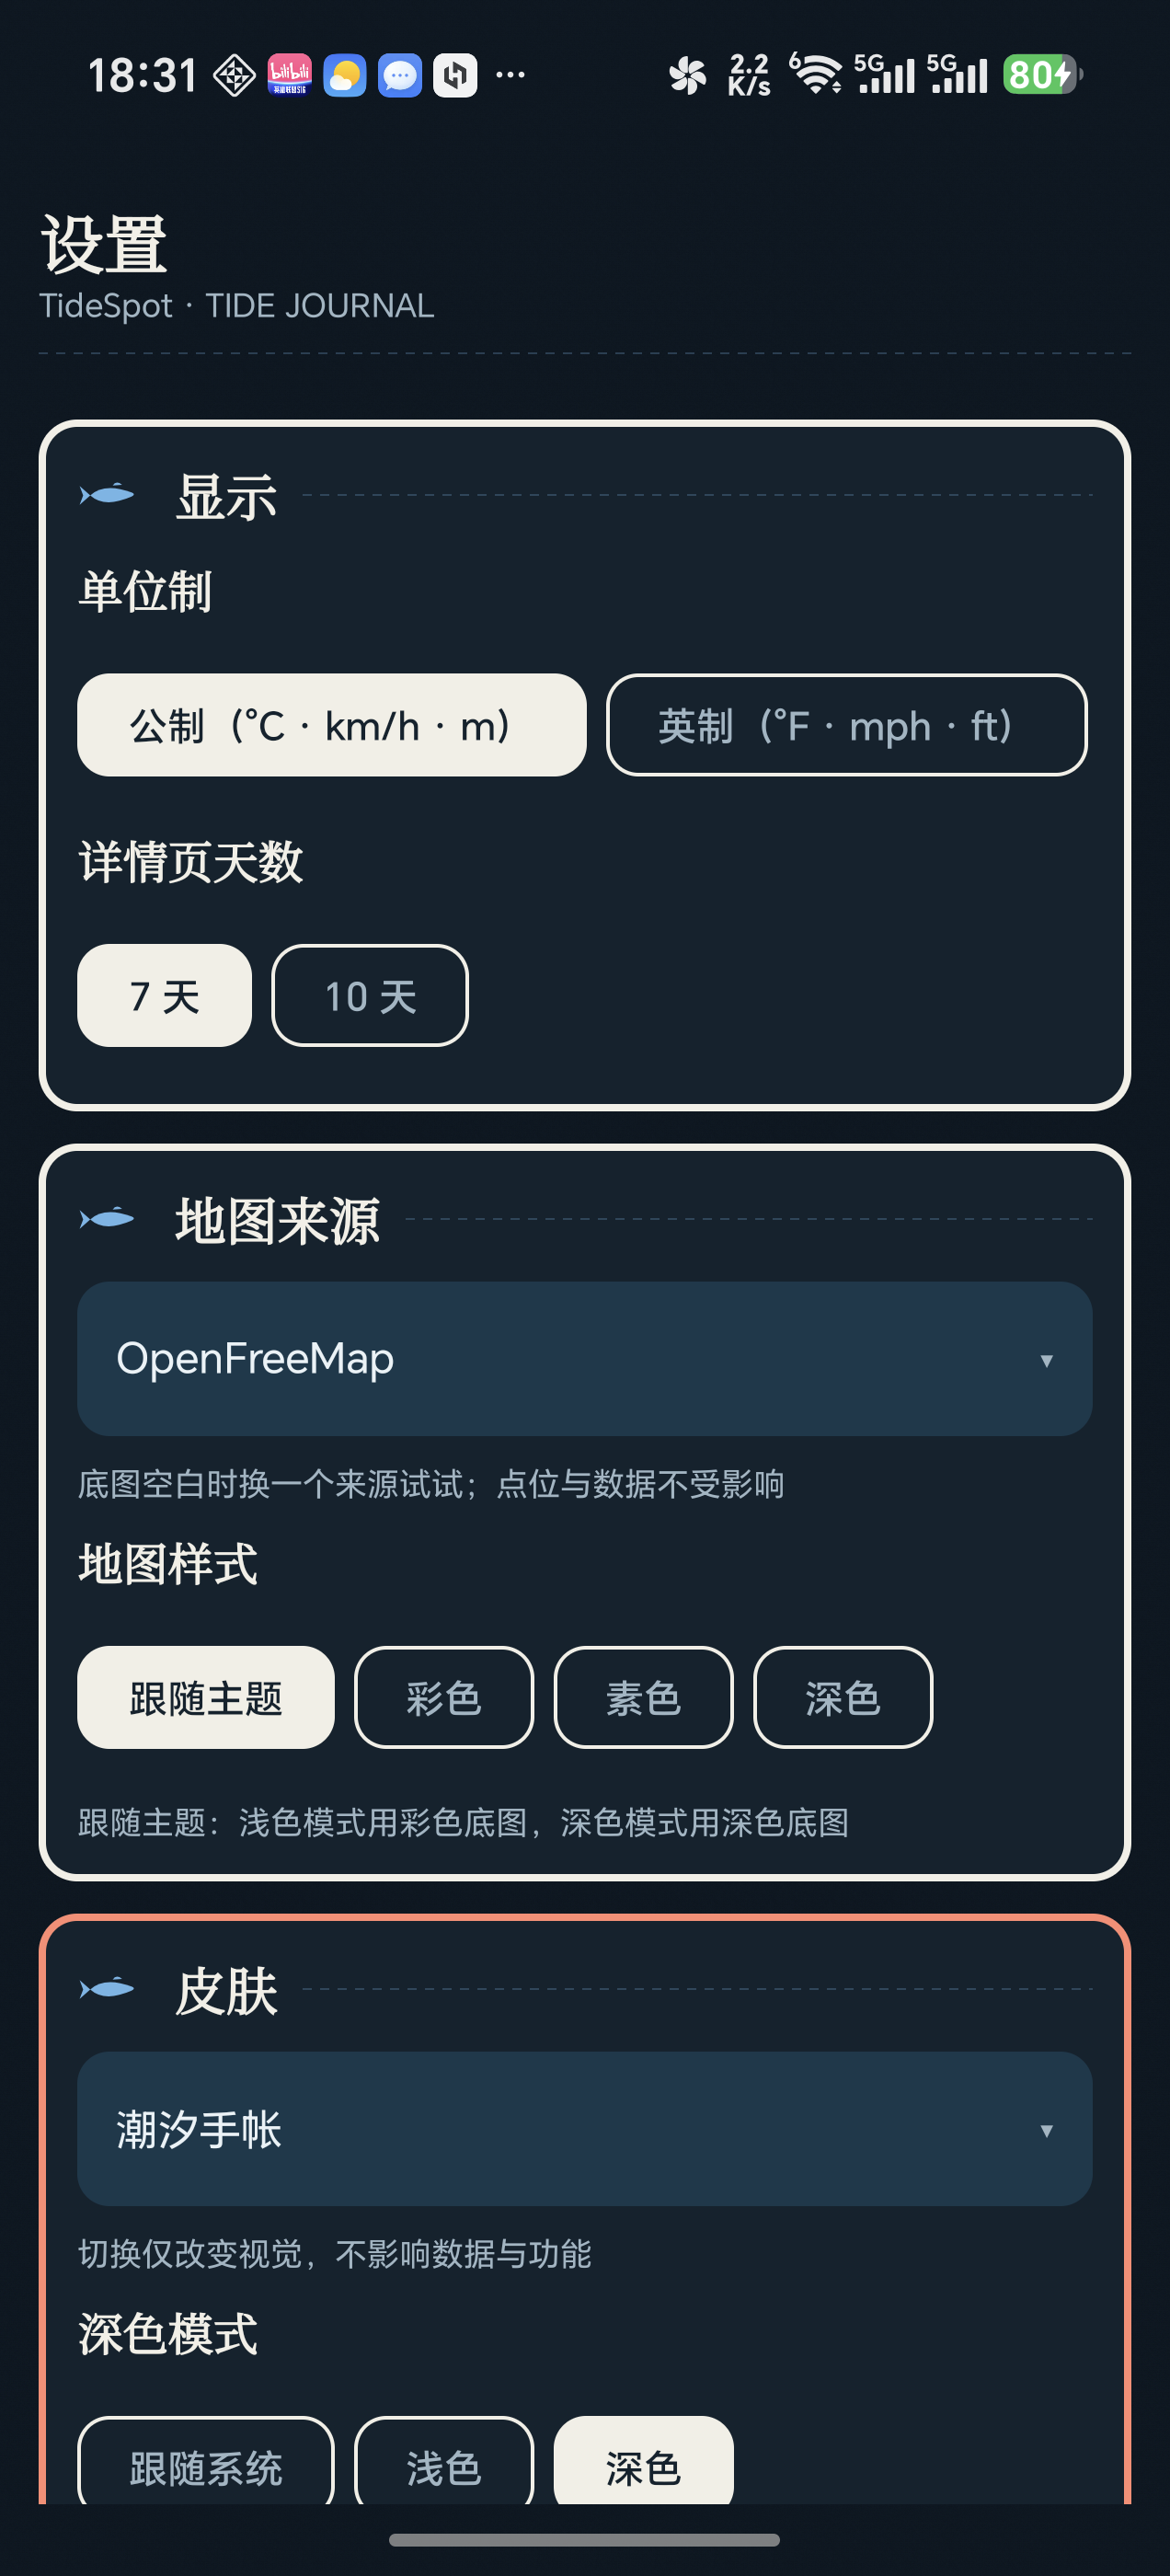 18:31
2.2
K/s
6
5G
5G
80
设置
TideSpot · TIDE JOURNAL
显示
单位制
公制（°C · km/h · m）
英制（°F · mph · ft）
详情页天数
7 天
10 天
地图来源
OpenFreeMap
底图空白时换一个来源试试；点位与数据不受影响
地图样式
跟随主题
彩色
素色
深色
跟随主题：浅色模式用彩色底图，深色模式用深色底图
皮肤
潮汐手帐
切换仅改变视觉，不影响数据与功能
深色模式
跟随系统
浅色
深色